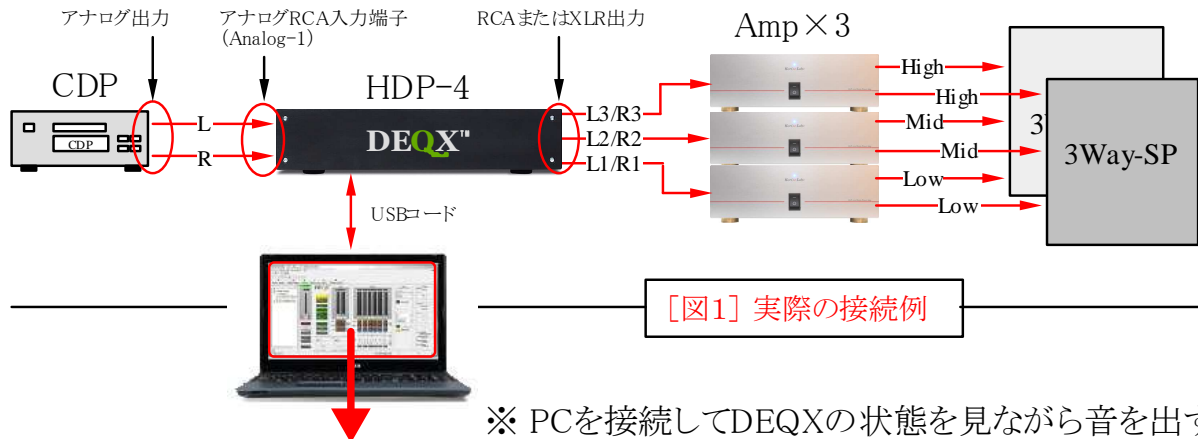 アナログ出力
アナログRCA入力端子
(Analog-1)
RCAまたはXLR出力
Amp×3
CDP
HDP-4
CDP
L
R
DEQX™
L3/R3
L2/R2
L1/R1
High
High
Mid
Mid
Low
Low
3
3Way-SP
USBコード
［図1］実際の接続例
※ PCを接続してDEQXの状態を見ながら音を出す